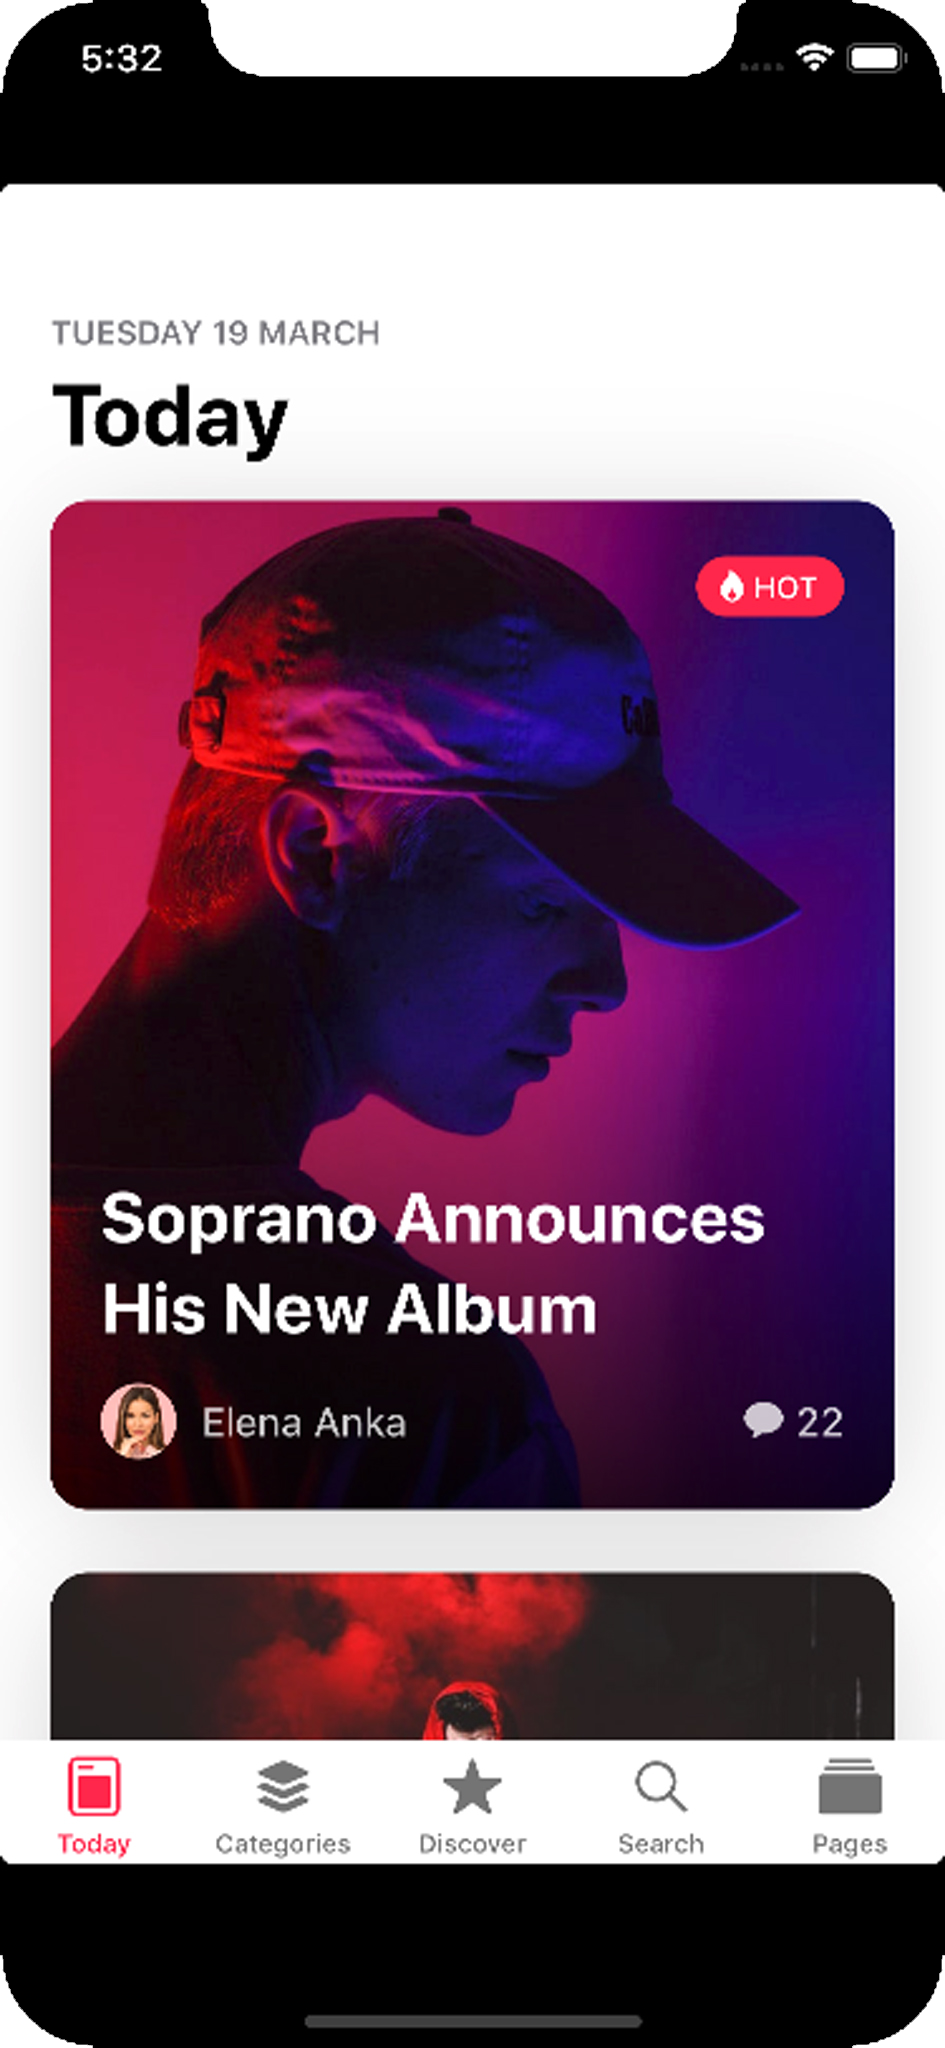 5:32
TUESDAY 19 MARCH
Today
HOT
Soprano Announces
His New Album
Elena Anka
22
Today
Categories
Discover
Search
Pages